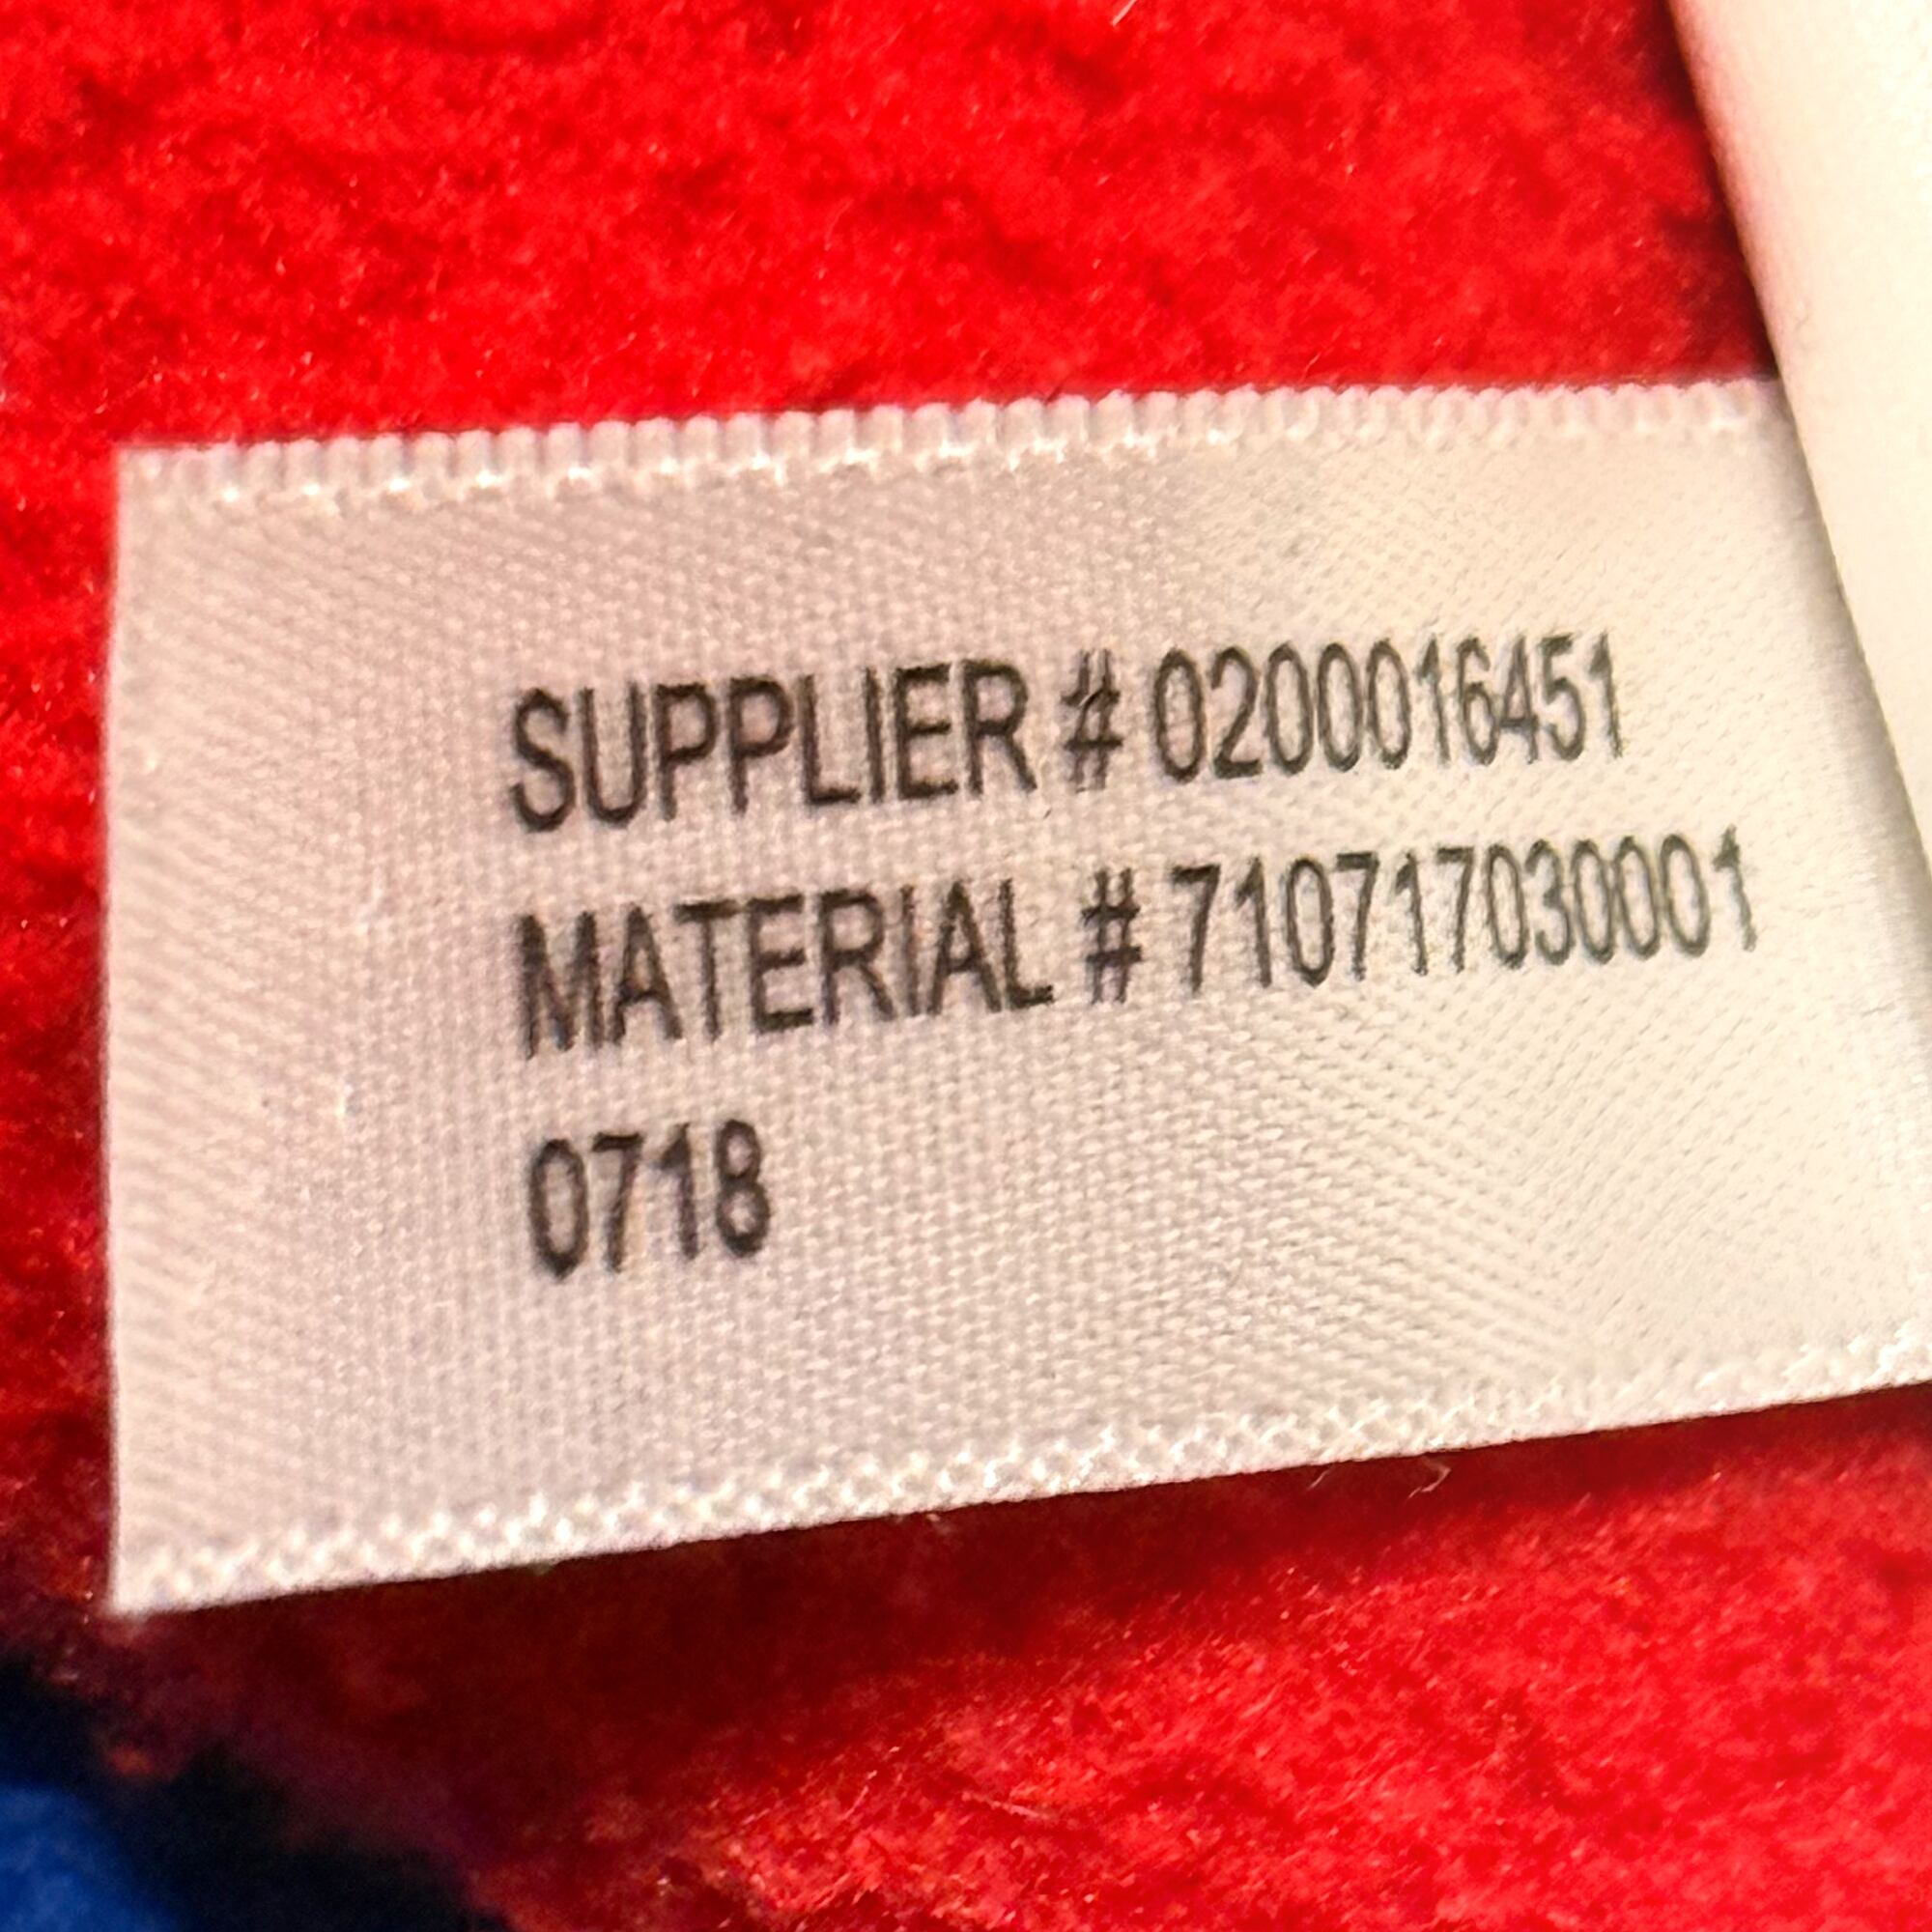 SUPPLIER # 0200016451
MATERIAL # 710717030001
0718